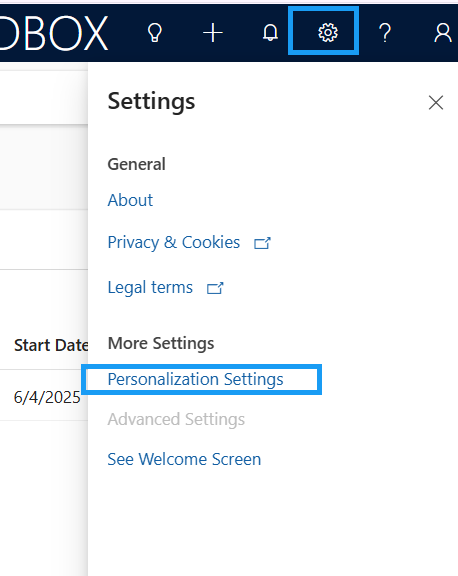 DBOX
Settings
General
About
Privacy & Cookies
Legal terms
More Settings
Start Date
Personalization Settings
6/4/2025
Advanced Settings
See Welcome Screen